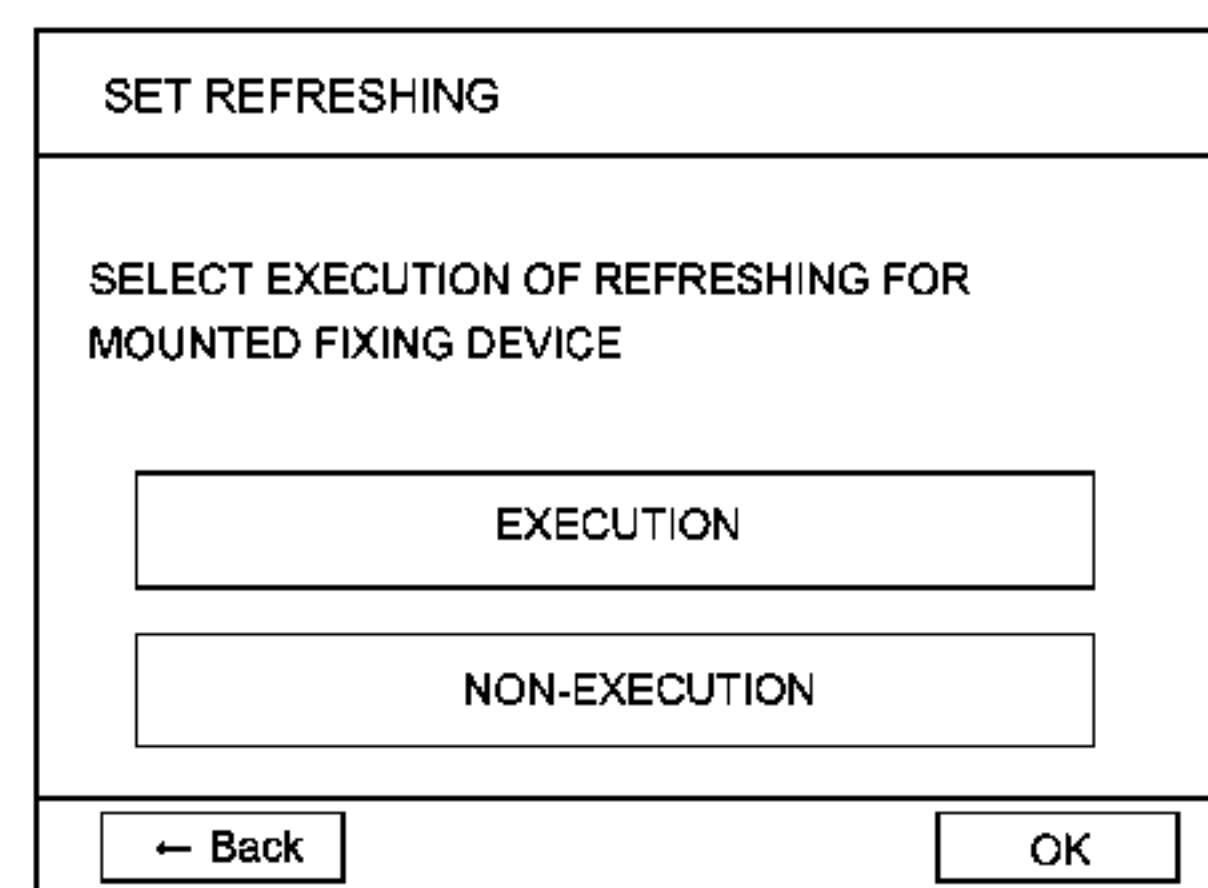 SET REFRESHING
SELECT EXECUTION OF REFRESHING FOR
MOUNTED FIXING DEVICE
EXECUTION
NON-EXECUTION
← Back
OK